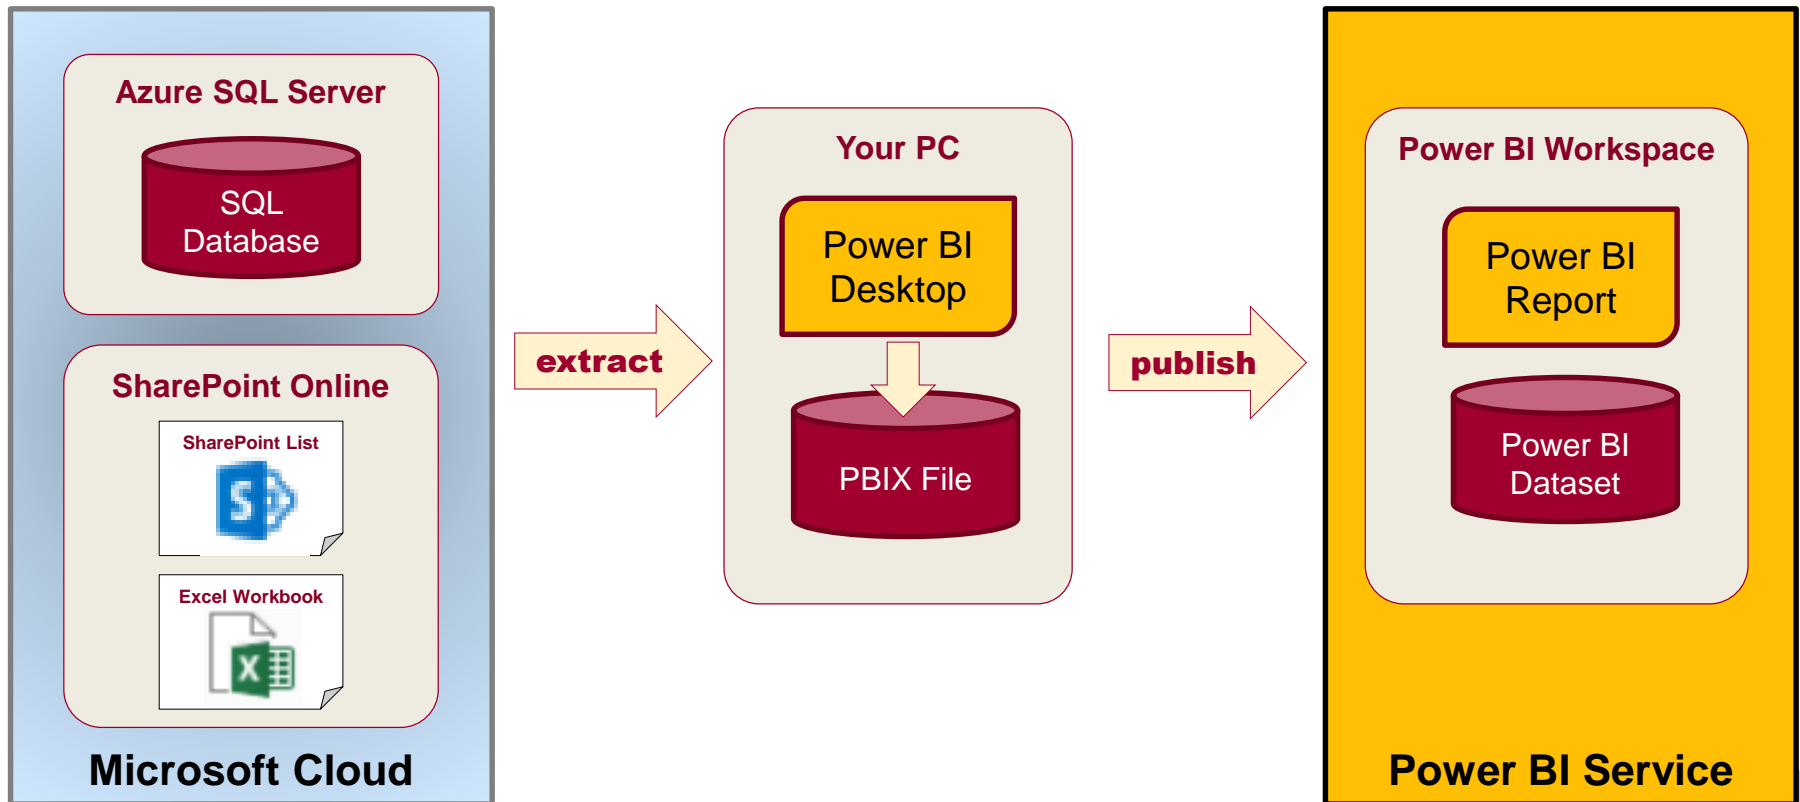 Azure SQL Server
SQL
Database
SharePoint Online
SharePoint List
S
Excel Workbook
X
Microsoft Cloud
extract
Your PC
Power BI
Desktop
PBIX File
publish
Power BI Workspace
Power BI
Report
Power BI
Dataset
Power BI Service